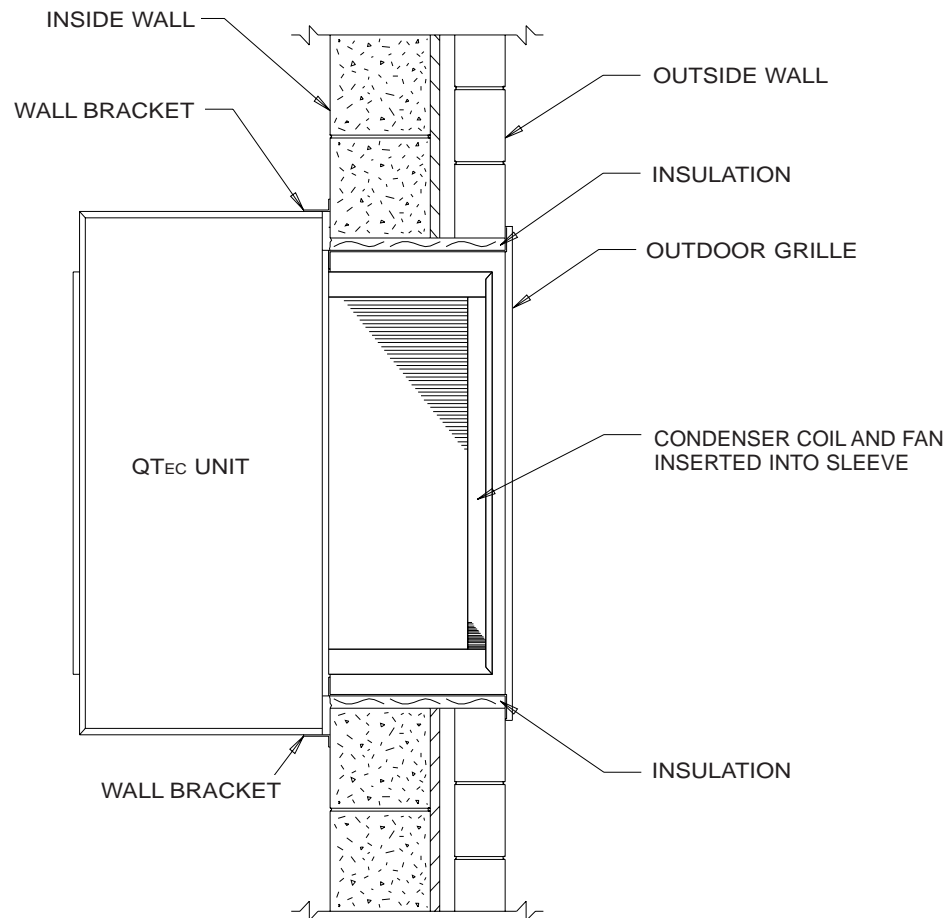 INSIDE WALL
OUTSIDE WALL
WALL BRACKET
INSULATION
OUTDOOR GRILLE
CONDENSER COIL AND FAN
INSERTED INTO SLEEVE
QTEC UNIT
INSULATION
WALL BRACKET